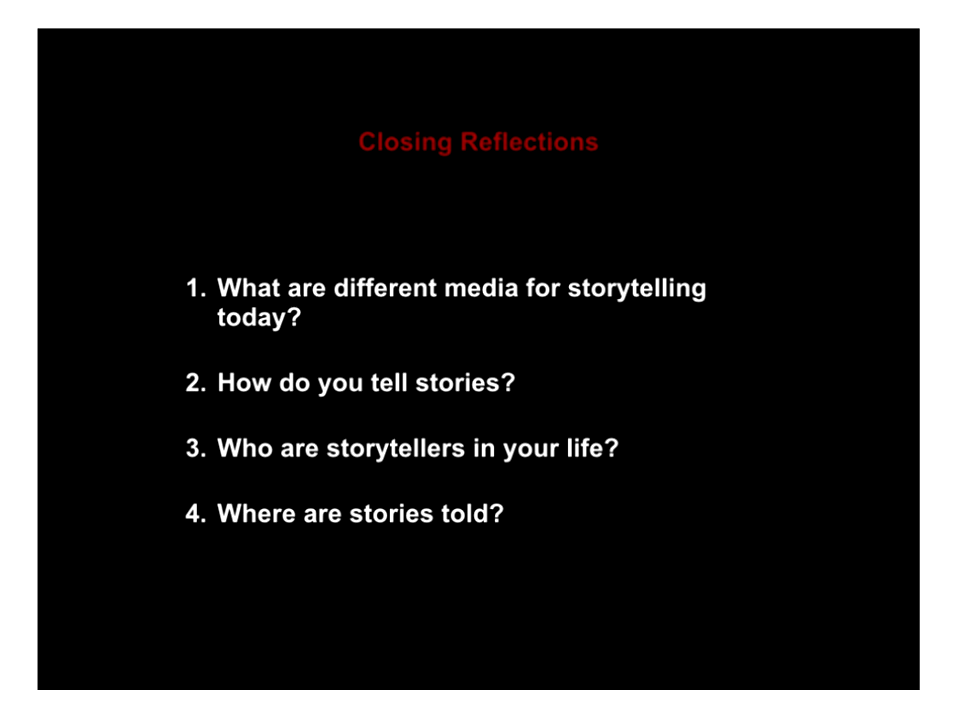 Closing Reflections
1. What are different media for storytelling
today?
2. How do you tell stories?
3. Who are storytellers in your life?
4. Where are stories told?